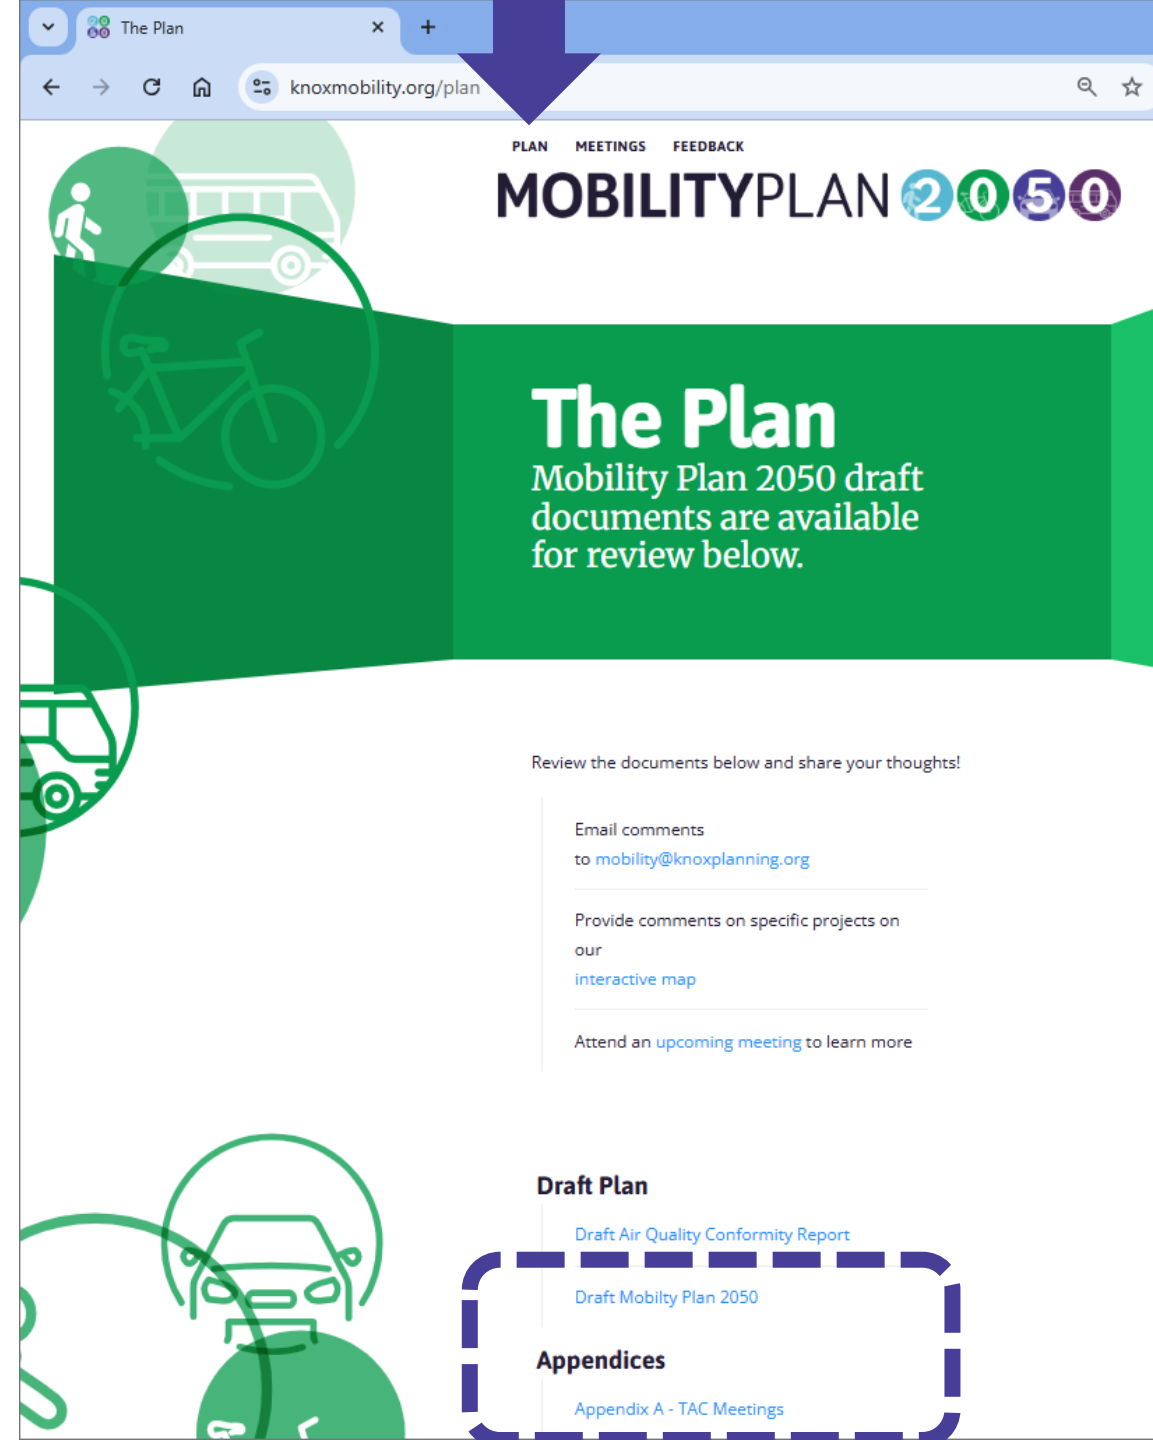 The Plan
knoxmobility.org/plan
PLAN MEETINGS FEEDBACK
MOBILITYPLAN 2050
The Plan
Mobility Plan 2050 draft
documents are available
for review below.
Review the documents below and share your thoughts!
Email comments
to mobility@knoxplanning.org
Provide comments on specific projects on
our
interactive map
Attend an upcoming meeting to learn more
Draft Plan
Draft Air Quality Conformity Report
Draft Mobilty Plan 2050
Appendices
Appendix A - TAC Meetings